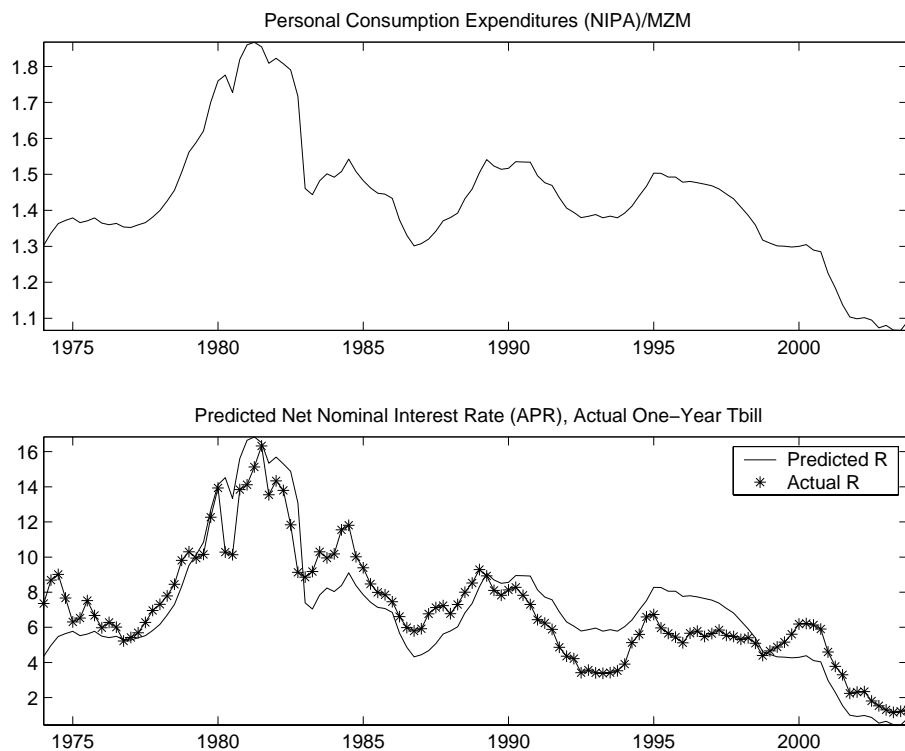 Personal Consumption Expenditures (NIPA)/MZM
1.8
1.7
1.6
1.5
1.4
1.3
1.2
1.1
1975 1980 1985 1990 1995 2000
Predicted Net Nominal Interest Rate (APR), Actual One−Year Tbill
16
14
12
10
8
6
4
2
Predicted R
Actual R
1975 1980 1985 1990 1995 2000